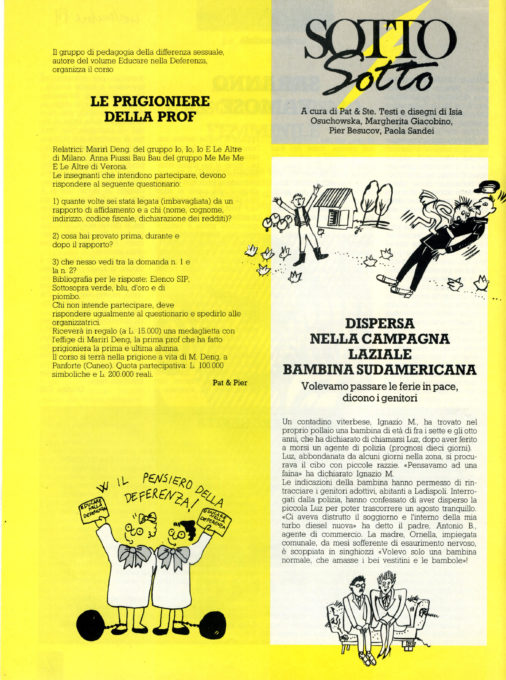 Il gruppo di pedagogia della differenza sessuale,
autore del volume Educare nella Deferenza,
organizza il corso
LE PRIGIONIERE
DELLA PROF
Relatrici: Marirì Deng del gruppo Io, Io, Io E Le Altre
di Milano. Anna Piussi Bau Bau del gruppo Me Me Me
E Le Altre di Verona.
Le insegnanti che intendono partecipare, devono
rispondere al seguente questionario:
1) quante volte sei stata legata (imbavagliata) da un
rapporto di affidamento e a chi (nome, cognome,
indirizzo, codice fiscale, dichiarazione dei redditi)?
2) cosa hai provato prima, durante e
dopo il rapporto?
3) che nesso vedi tra la domanda n. 1 e
la n. 2?
Bibliografia per le risposte: Elenco SIP,
Sottosopra verde, blu, d'oro e di
piombo.
Chi non intende partecipare, deve
rispondere ugualmente al questionario e spedirlo alle
organizzatrici.
Riceverà in regalo (a L. 15.000) una medaglietta con
l'effige di Marirì Deng, la prima prof che ha fatto
prigioniera la prima e ultima alunna.
Il corso si terrà nella prigione a vita di M. Deng, a
Panforte (Cuneo). Quota partecipativa: L. 100.000
simboliche e L. 200.000 reali.
Pat & Pier
W IL PENSIERO DELLA
DEFERENZA!
SOTTO
Sotto
A cura di Pat & Ste. Testi e disegni di Isia
Osuchowska, Margherita Giacobino,
Pier Besucov, Paola Sandei
DISPERSA
NELLA CAMPAGNA
LAZIALE
BAMBINA SUDAMERICANA
Volevamo passare le ferie in pace,
dicono i genitori
Un contadino viterbese, Ignazio M., ha trovato nel
proprio pollaio una bambina di età di fra i sette e gli otto
anni, che ha dichiarato di chiamarsi Luz, dopo aver ferito
a morsi un agente di polizia (prognosi dieci giorni).
Luz, abbondanata da alcuni giorni nella zona, si procu-
rava il cibo con piccole razzie. «Pensavamo ad una
faina» ha dichiarato Ignazio M.
Le indicazioni della bambina hanno permesso di rin-
tracciare i genitori adottivi, abitanti a Ladispoli. Interro-
gati dalla polizia, hanno confessato di aver disperso la
piccola Luz per poter trascorrere un agosto tranquillo.
«Ci aveva distrutto il soggiorno e l'interno della mia
turbo diesel nuova» ha detto il padre, Antonio B.,
agente di commercio. La madre, Ornella, impiegata
comunale, da mesi sofferente di esaurimento nervoso,
è scoppiata in singhiozzi «Volevo solo una bambina
normale, che amasse i bei vestitini e le bambole»!